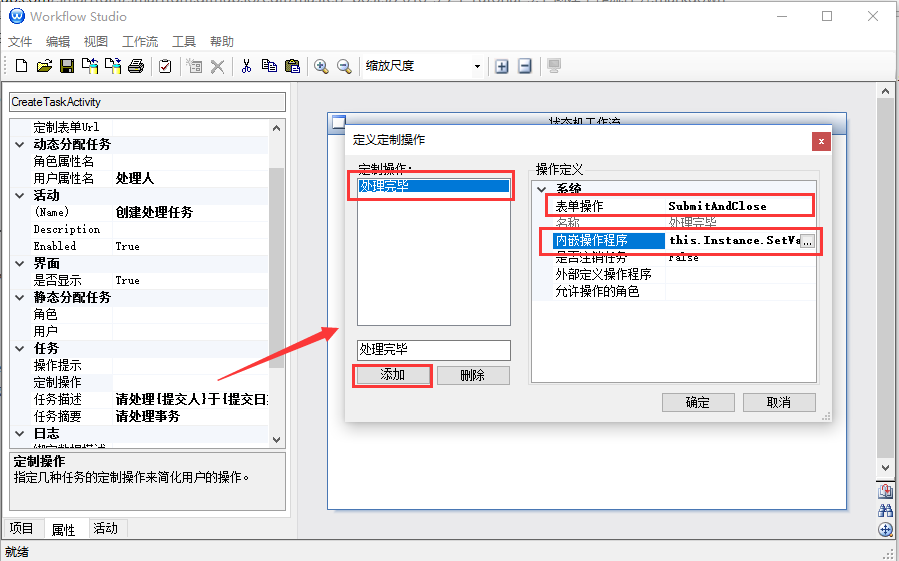 Workflow Studio
文件 编辑 视图 工作流 工具 帮助
缩放尺度
CreateTaskActivity
定制表单Url
动态分配任务
角色属性名
用户属性名 处理人
活动
(Name) 创建处理任务
Description
Enabled True
界面
是否显示 True
静态分配任务
角色
用户
任务
操作提示
定制操作
任务描述 请处理{提交人}于{提交日
任务摘要 请处理事务
日志
定制操作
指定几种任务的定制操作来简化用户的操作。
项目 属性 活动
就绪
状态机工作流
定义定制操作
x
定制操作:
处理完毕
处理完毕
添加 删除
操作定义
系统
表单操作 SubmitAndClose
名称 处理完毕
内嵌操作程序 this.Instance.SetVa ...
是否注销任务 False
外部定义操作程序
允许操作的角色
确定 取消